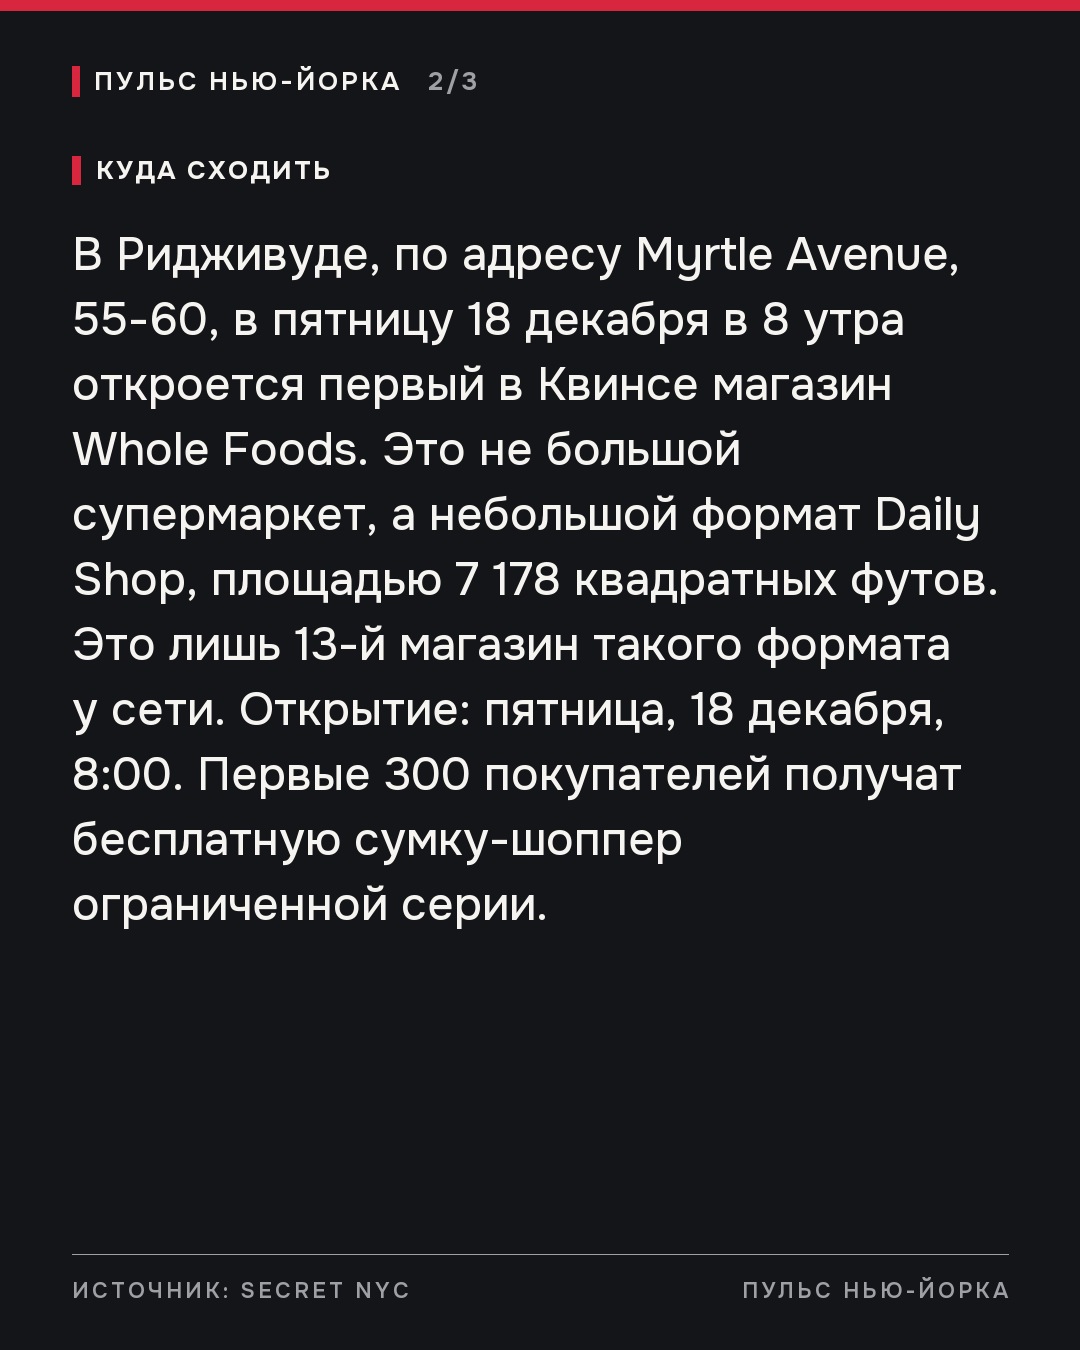 ПУЛЬС НЬЮ-ЙОРКА 2/3
КУДА СХОДИТЬ
В Ридживуде, по адресу Myrtle Avenue,
55-60, в пятницу 18 декабря в 8 утра
откроется первый в Квинсе магазин
Whole Foods. Это не большой
супермаркет, а небольшой формат Daily
Shop, площадью 7 178 квадратных футов.
Это лишь 13-й магазин такого формата
у сети. Открытие: пятница, 18 декабря,
8:00. Первые 300 покупателей получат
бесплатную сумку-шоппер
ограниченной серии.
ИСТОЧНИК: SECRET NYC
ПУЛЬС НЬЮ-ЙОРКА